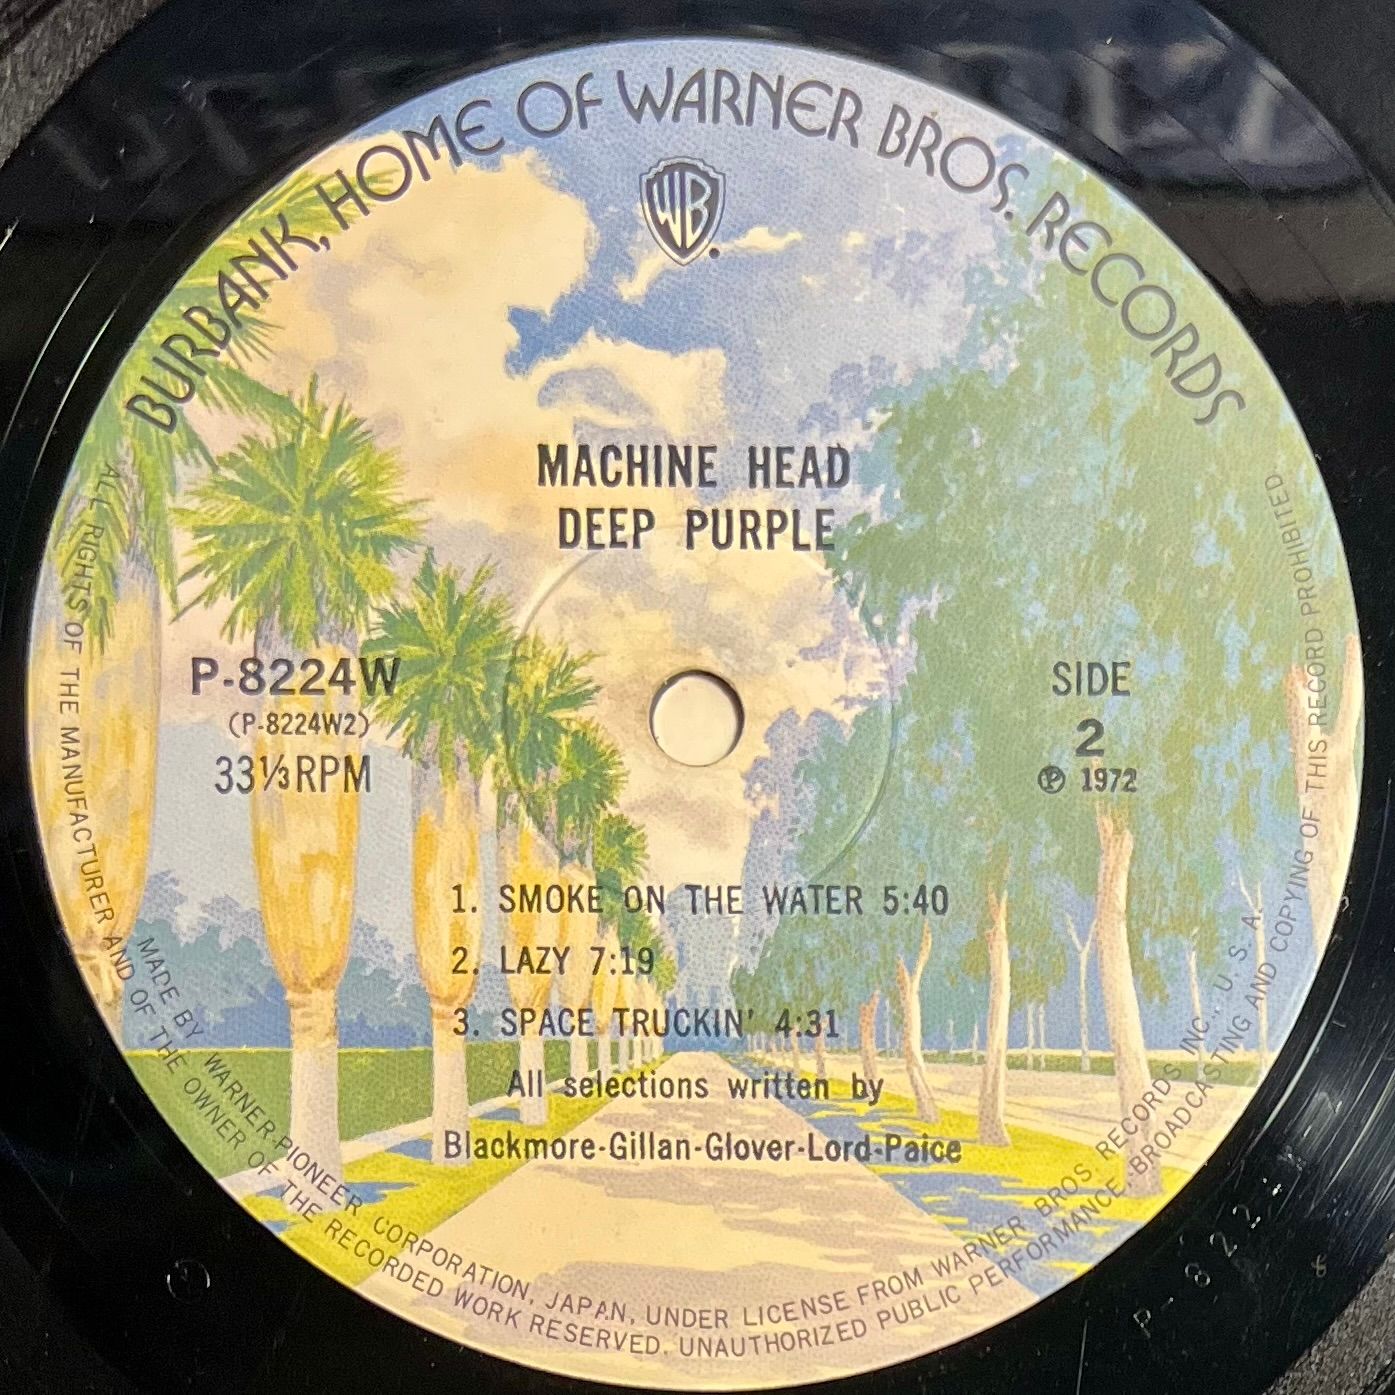 BURBANK, HOME OF WARNER BROS. RECORDS
WB
MACHINE HEAD
DEEP PURPLE
P-8224W
(P-8224W2)
33⅓RPM
SIDE
2
℗ 1972
1. SMOKE ON THE WATER 5:40
2. LAZY 7:19
3. SPACE TRUCKIN' 4:31
All selections written by
Blackmore-Gillan-Glover-Lord-Paice
MADE BY WARNER-PIONEER CORPORATION, JAPAN, UNDER LICENSE FROM WARNER BROS. RECORDS INC., U. S. A.
ALL RIGHTS OF THE MANUFACTURER AND OF THE OWNER OF THE RECORDED WORK RESERVED. UNAUTHORIZED PUBLIC PERFORMANCE, BROADCASTING AND COPYING OF THIS RECORD PROHIBITED